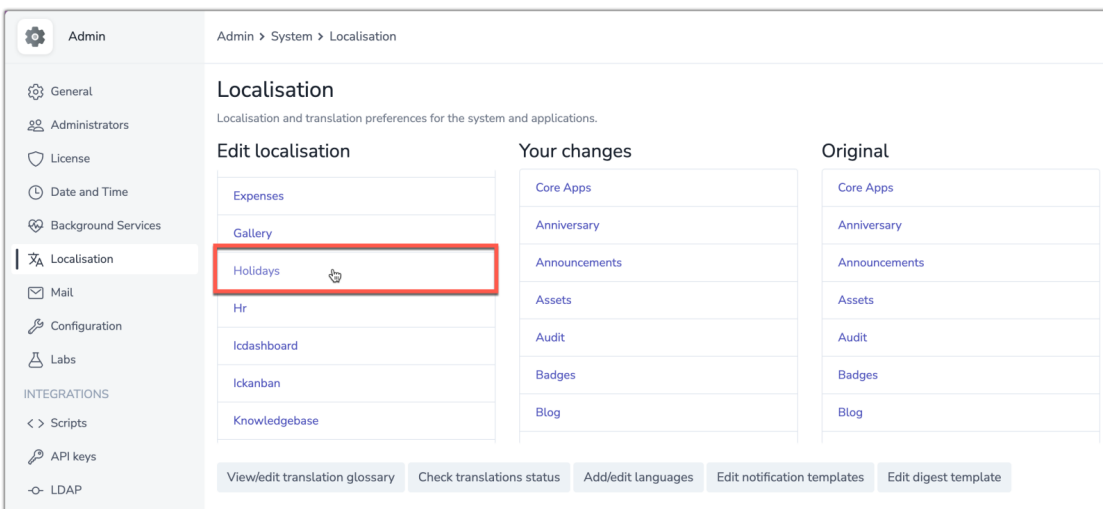 Admin
Admin > System > Localisation
General
Administrators
License
Date and Time
Background Services
Localisation
Mail
Configuration
Labs
INTEGRATIONS
Scripts
API keys
LDAP
Localisation
Localisation and translation preferences for the system and applications.
Edit localisation
Expenses
Gallery
Holidays
Hr
Icdashboard
Ickanban
Knowledgebase
Your changes
Core Apps
Anniversary
Announcements
Assets
Audit
Badges
Blog
Original
Core Apps
Anniversary
Announcements
Assets
Audit
Badges
Blog
View/edit translation glossary
Check translations status
Add/edit languages
Edit notification templates
Edit digest template